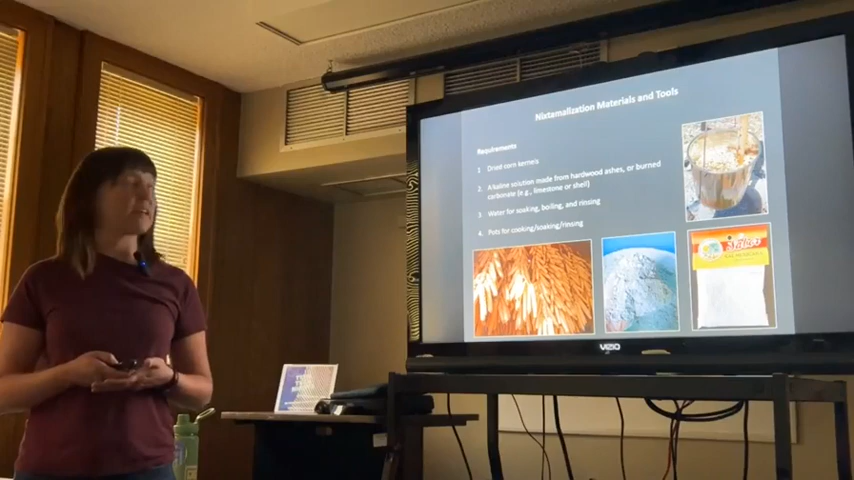 Nixtamalization Materials and Tools
Requirements
1 Dried corn kernels
2. Alkaline solution made from hardwood ashes, or burned
carbonate (e.g., limestone or shell)
3. Water for soaking, boiling, and rinsing
4. Pots for cooking/soaking/rinsing
VIZIO